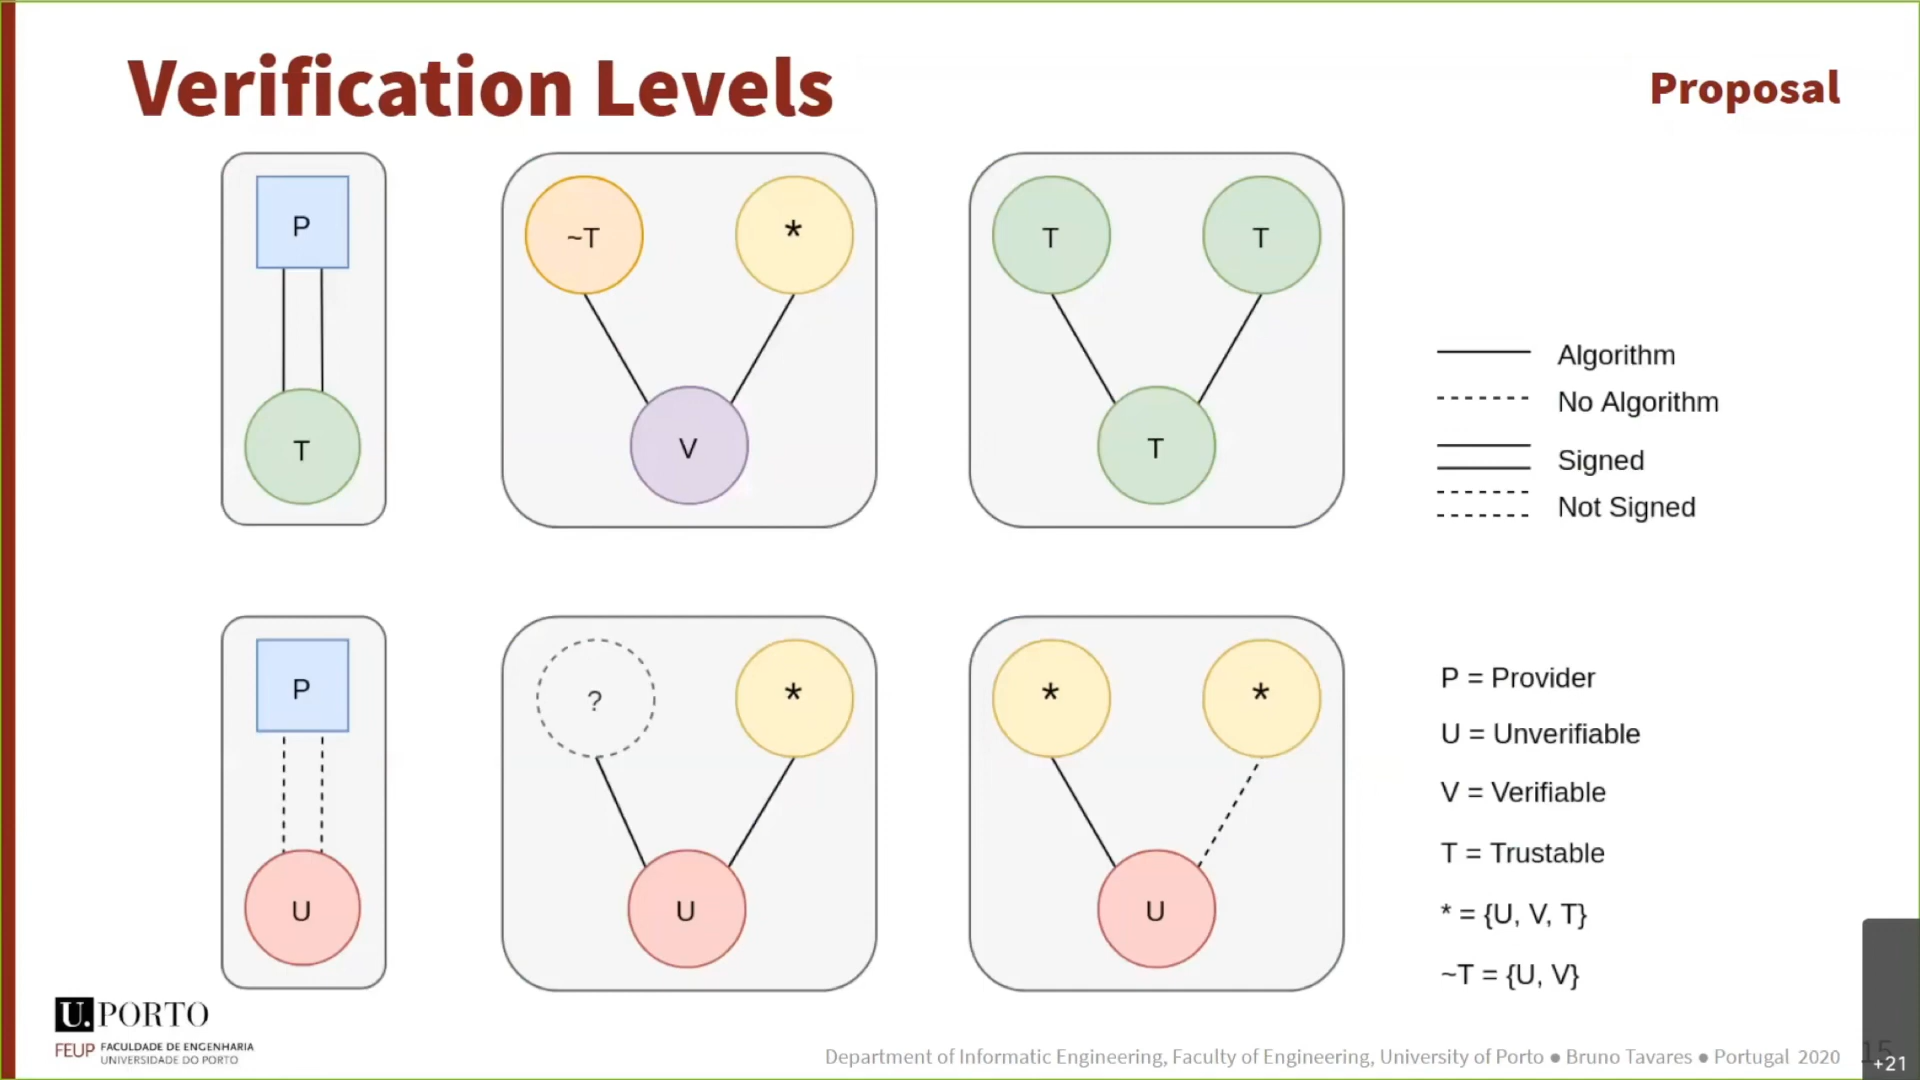 Verification Levels
Proposal
P
~T
*
T
T
T
V
T
Algorithm
No Algorithm
Signed
Not Signed
P
?
*
*
*
U
U
U
P = Provider
U = Unverifiable
V = Verifiable
T = Trustable
* = {U, V, T}
~T = {U, V}
U. PORTO
FEUP FACULDADE DE ENGENHARIA
UNIVERSIDADE DO PORTO
Department of Informatic Engineering, Faculty of Engineering, University of Porto ● Bruno Tavares ● Portugal 2020
15
+21